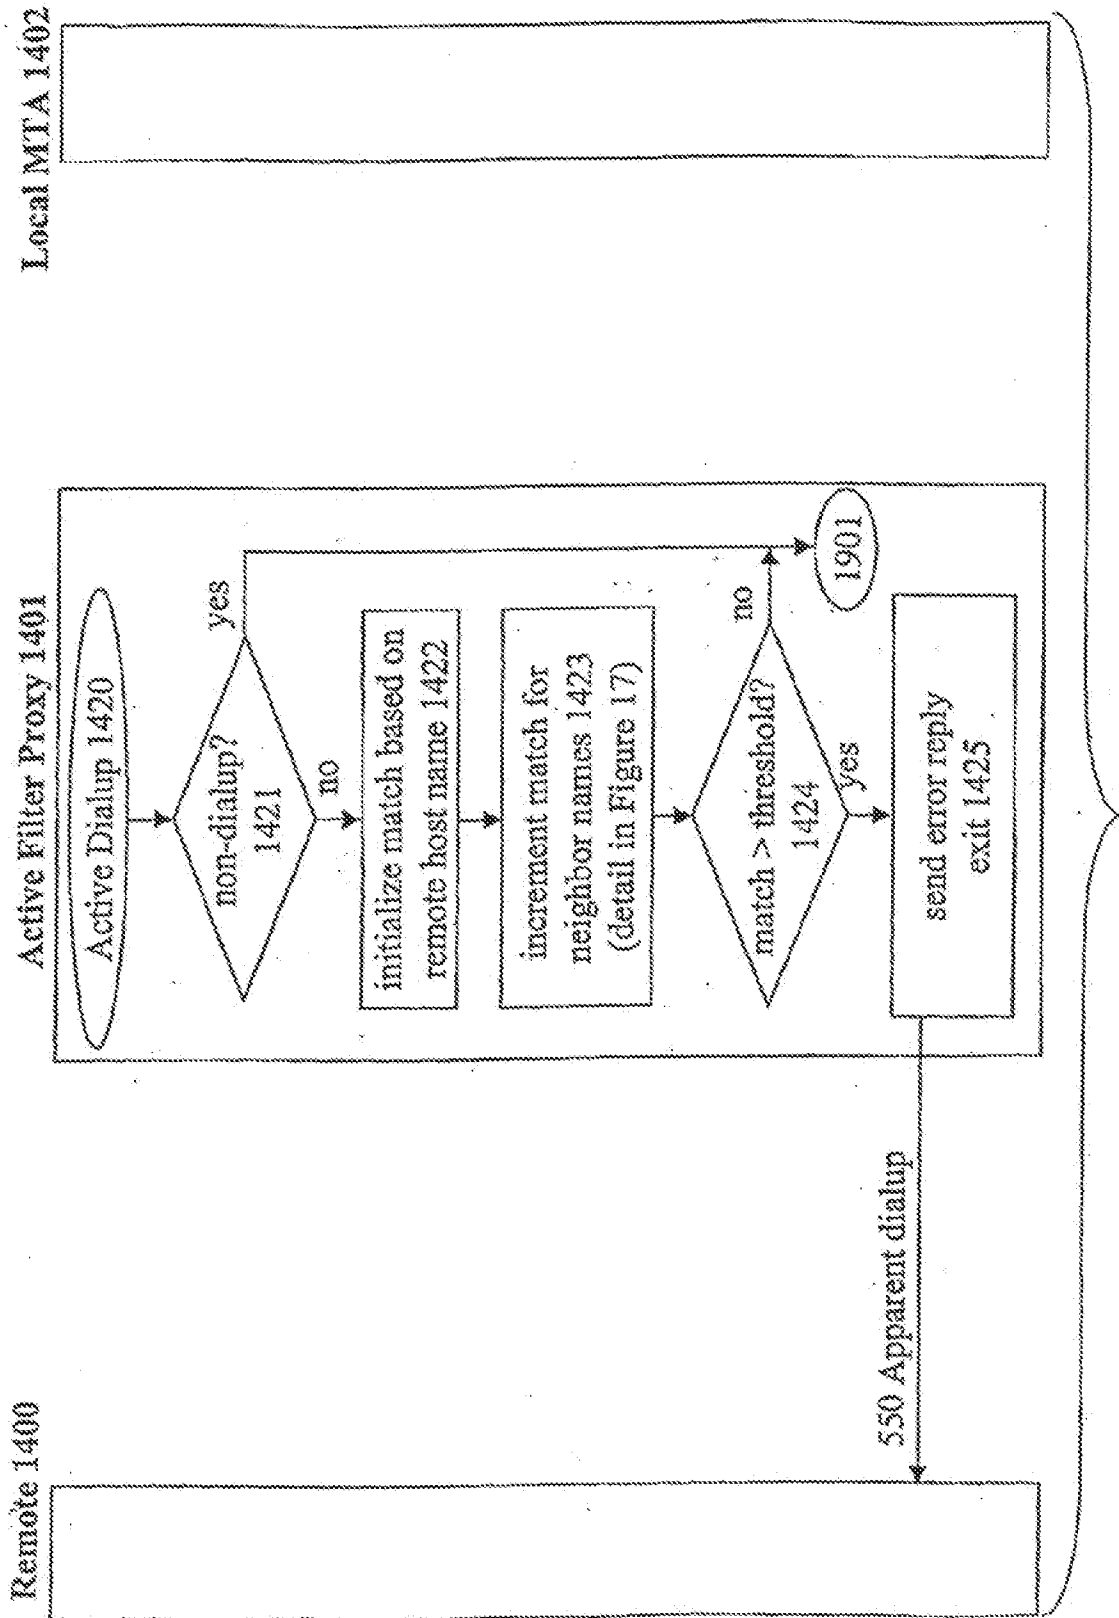 Remote 1400
Active Filter Proxy 1401
Local MTA 1402
Active Dialup 1420
non-dialup?
1421
yes
no
initialize match based on
remote host name 1422
increment match for
neighbor names 1423
(detail in Figure 17)
match > threshold?
1424
no
yes
1901
send error reply
exit 1425
550 Apparent dialup